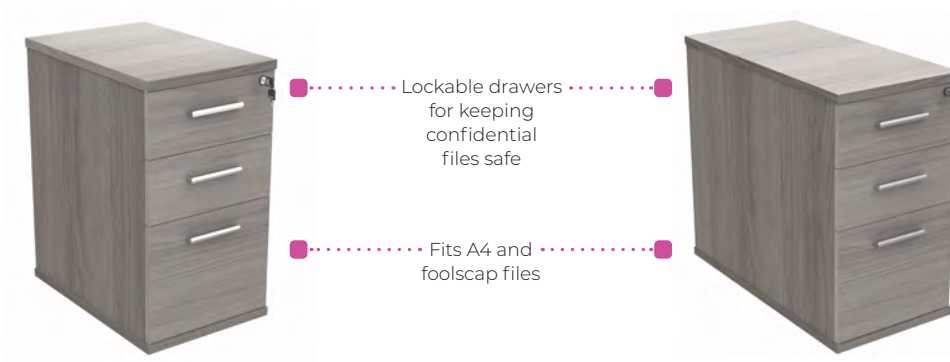 Lockable drawers
for keeping
confidential
files safe
Fits A4 and
foolscap files